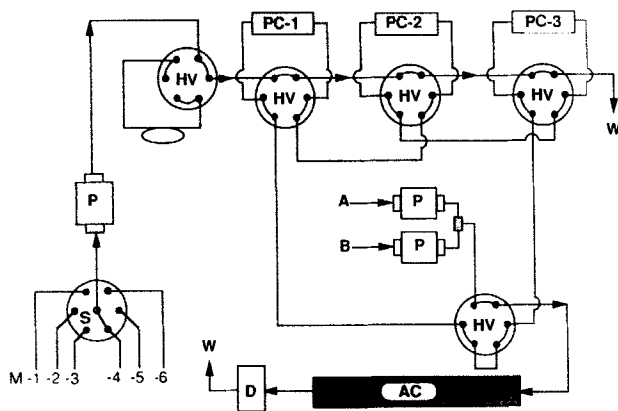 PC-1 PC-2 PC-3
HV HV HV HV
W
P
A P
B P
S
HV
M -1 -2 -3 -4 -5 -6
W
D AC